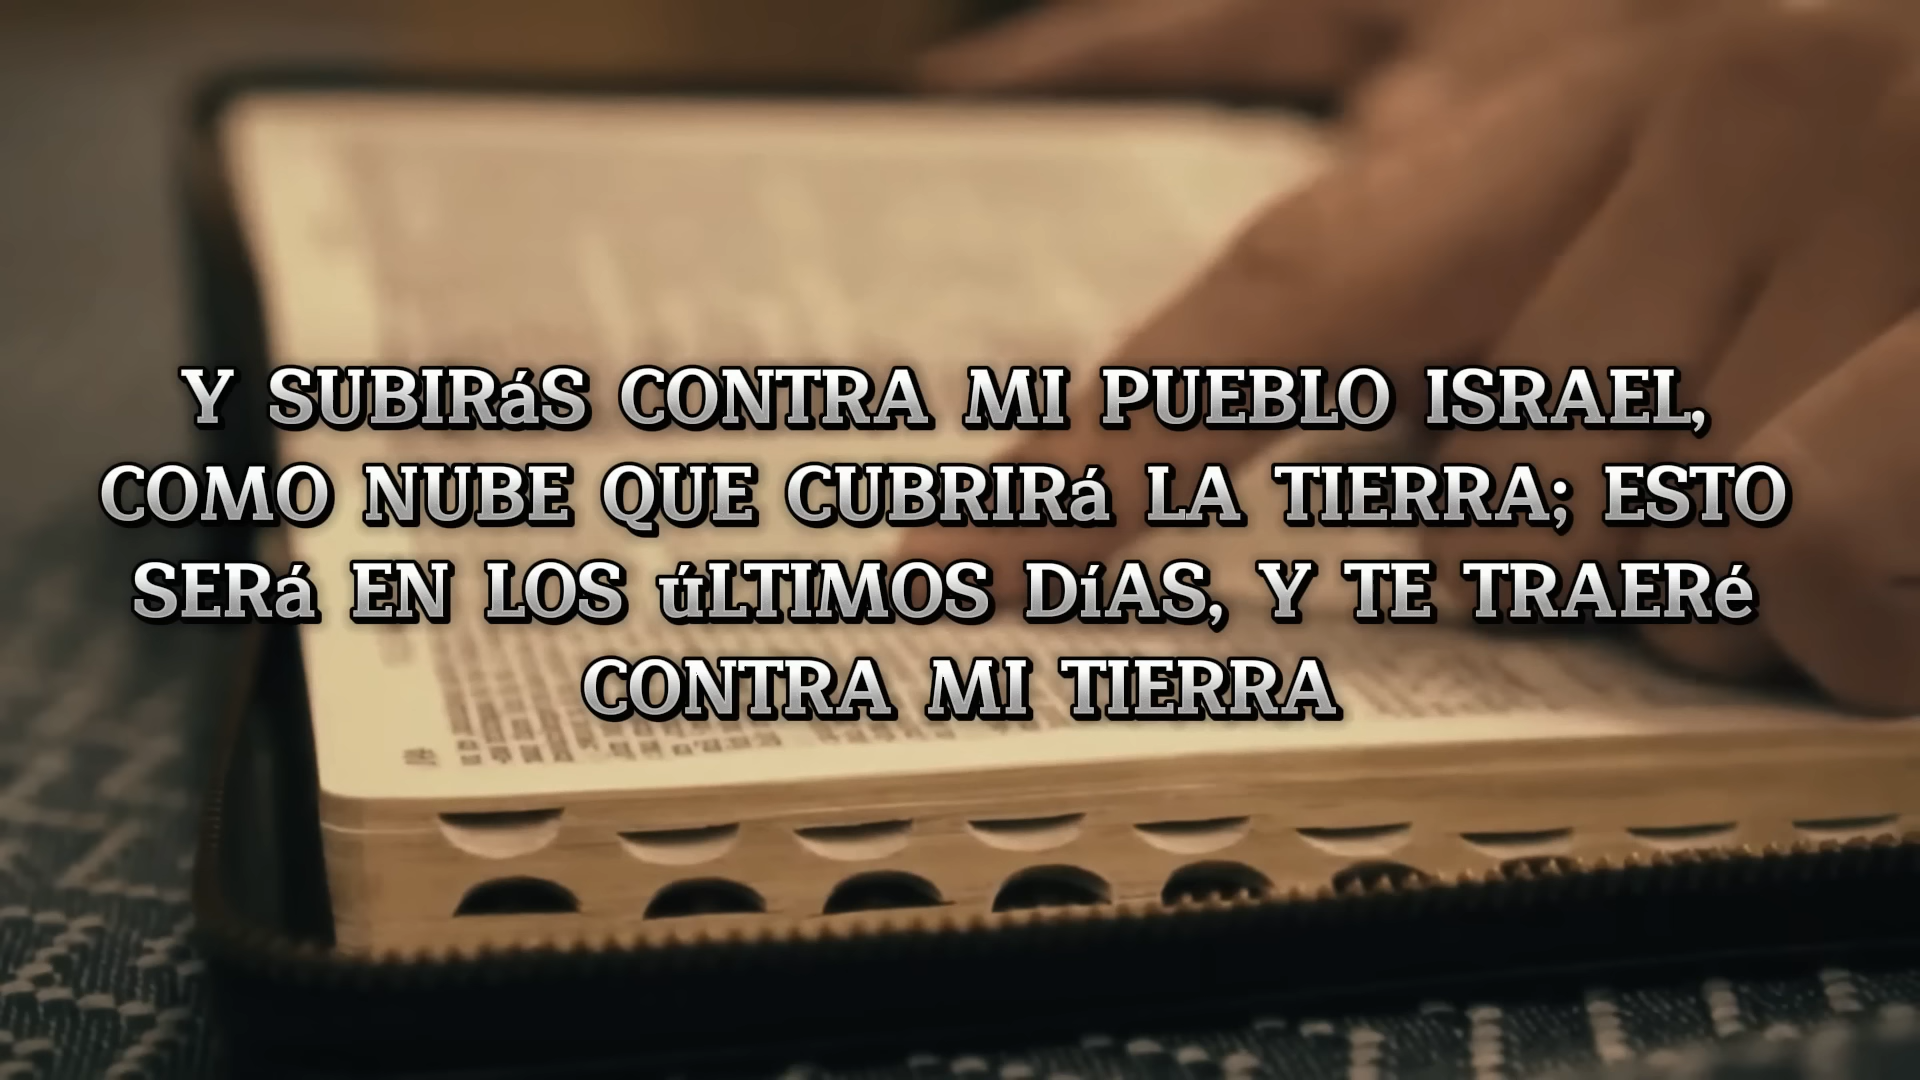 Y SUBIRáS CONTRA MI PUEBLO ISRAEL,
COMO NUBE QUE CUBRIRá LA TIERRA; ESTO
SERá EN LOS úLTIMOS DíAS, Y TE TRAERé
CONTRA MI TIERRA